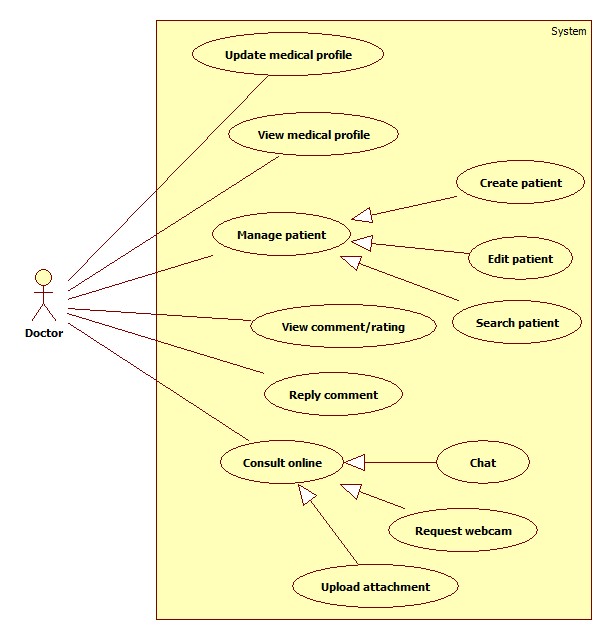 System
Update medical profile
View medical profile
Create patient
Manage patient
Edit patient
Search patient
View comment/rating
Doctor
Reply comment
Consult online
Chat
Request webcam
Upload attachment